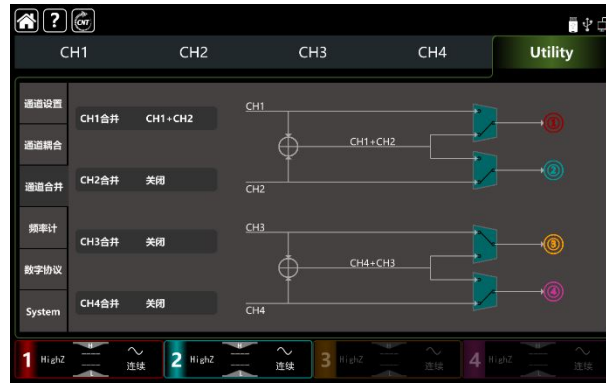 ? CNT
CH1 CH2 CH3 CH4 Utility
通道设置
通道耦合
通道合并
频率计
数字协议
System
CH1合并 CH1+CH2
CH2合并 关闭
CH3合并 关闭
CH4合并 关闭
CH1
CH1+CH2
CH2
①
②
CH3
CH4+CH3
CH4
③
④
1 HighZ 连续
2 HighZ 连续
3 HighZ 连续
4 HighZ 连续